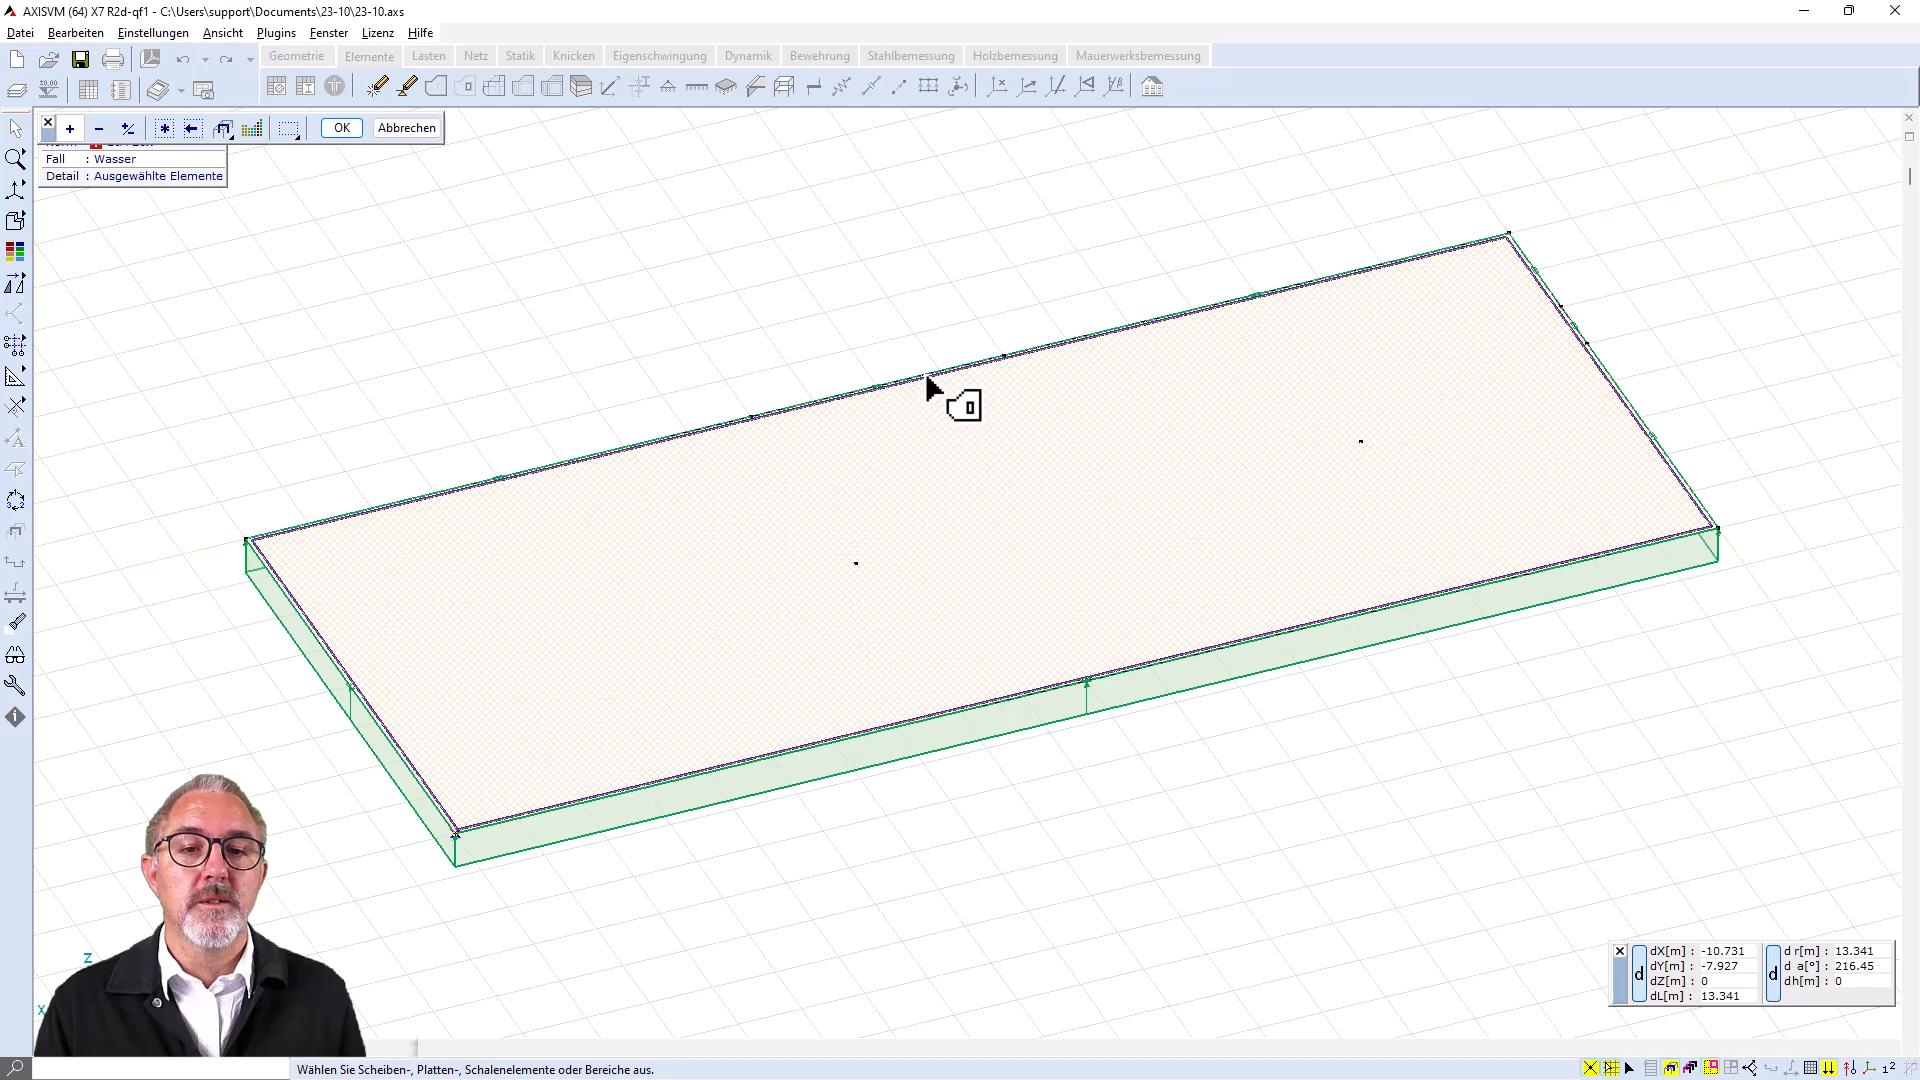 AXISVM (64) X7 R2d-qf1 - C:\Users\support\Documents\23-10\23-10.axs
Datei Bearbeiten Einstellungen Ansicht Plugins Fenster Lizenz Hilfe
Geometrie Elemente Lasten Netz Statik Knicken Eigenschwingung Dynamik Bewehrung Stahlbemessung Holzbemessung Mauerwerksbemessung
OK Abbrechen
Fall : Wasser
Detail : Ausgewählte Elemente
Z
X
d dX[m] : -10.731
dY[m] : -7.927
dZ[m] : 0
dL[m] : 13.341
d d r[m] : 13.341
d a[°] : 216.45
dh[m] : 0
Wählen Sie Scheiben-, Platten-, Schalenelemente oder Bereiche aus.